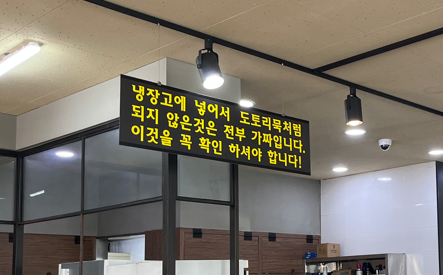 냉장고에 넣어서 도토리묵처럼
되지 않은것은 전부 가짜입니다.
이것을 꼭 확인 하셔야 합니다!